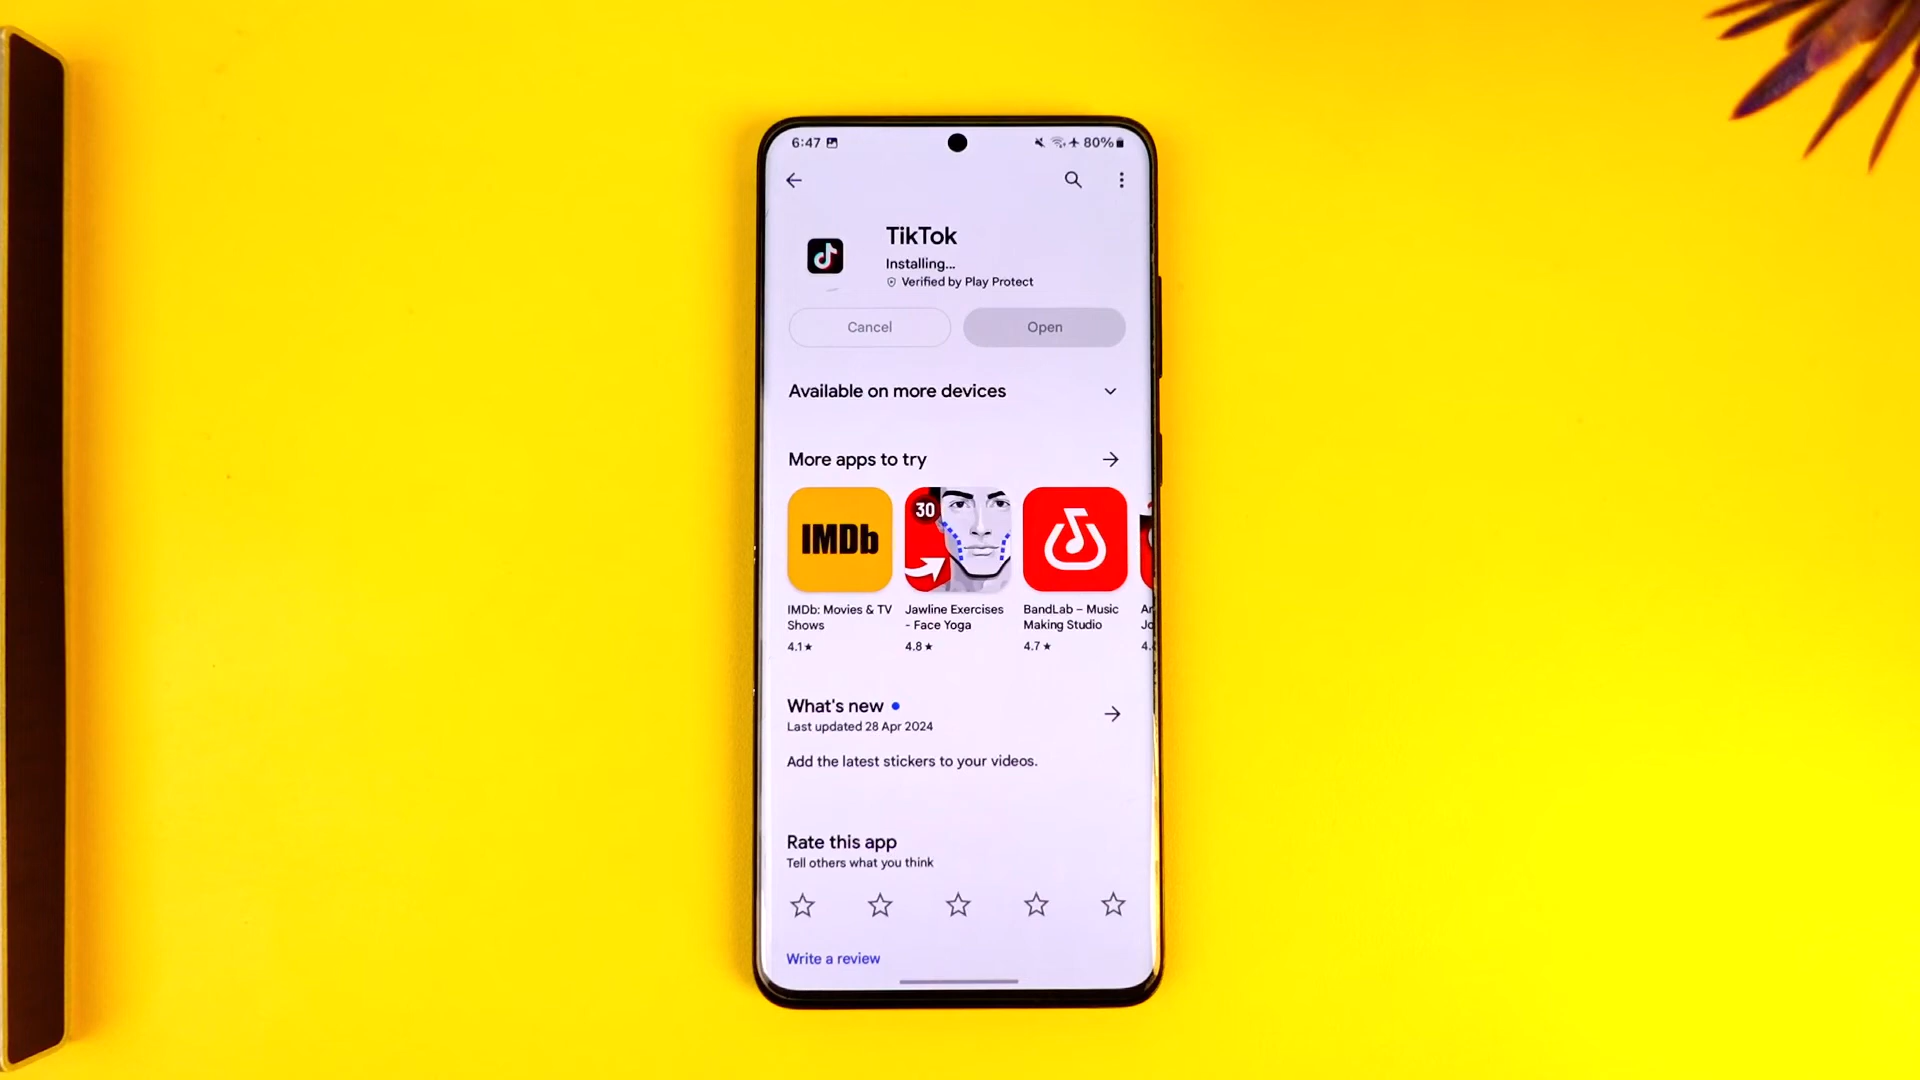 6:47 80%
TikTok
Installing...
Verified by Play Protect
Cancel Open
Available on more devices
More apps to try
IMDb 30
IMDb: Movies & TV Shows
4.1★
Jawline Exercises - Face Yoga
4.8★
BandLab – Music Making Studio
4.7★
What's new
Last updated 28 Apr 2024
Add the latest stickers to your videos.
Rate this app
Tell others what you think
Write a review